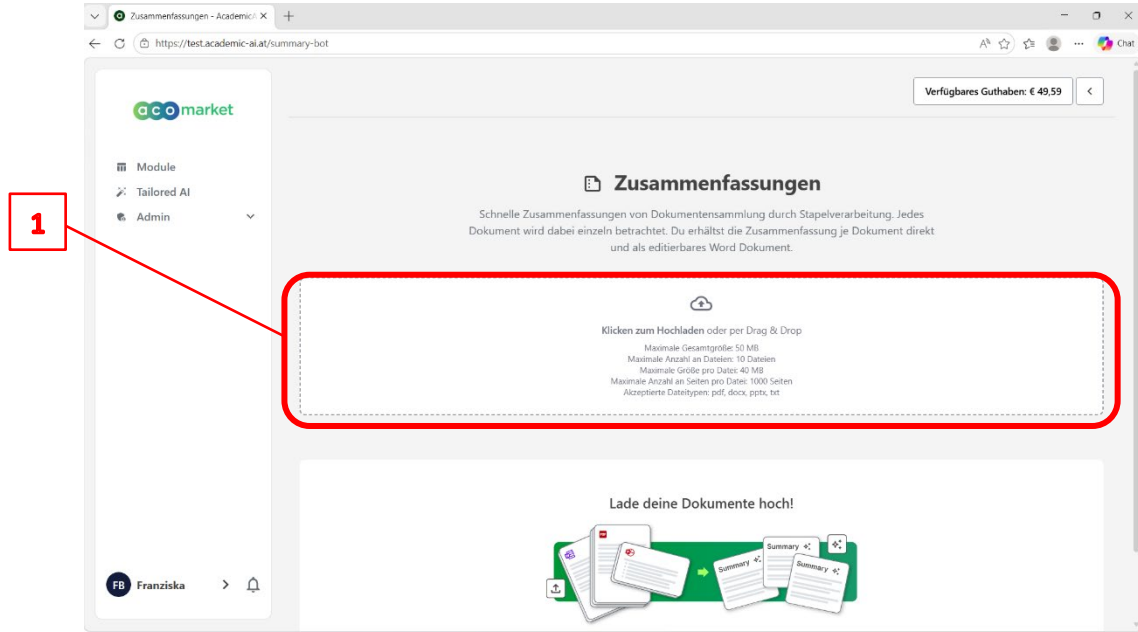 Zusammenfassungen - Academic
https://test.academic-ai.at/summary-bot
Chat
aco market
Verfügbares Guthaben: € 49,59
Module
Tailored AI
Admin
1
Zusammenfassungen
Schnelle Zusammenfassungen von Dokumentensammlung durch Stapelverarbeitung. Jedes
Dokument wird dabei einzeln betrachtet. Du erhältst die Zusammenfassung je Dokument direkt
und als editierbares Word Dokument.
Klicken zum Hochladen oder per Drag & Drop
Maximale Gesamtgröße: 50 MB
Maximale Anzahl an Dateien: 10 Dateien
Maximale Größe pro Datei: 40 MB
Maximale Anzahl an Seiten pro Datei: 1000 Seiten
Akzeptierte Dateitypen: pdf, docx, pptx, txt
Lade deine Dokumente hoch!
Summary
Summary
Summary
FB Franziska